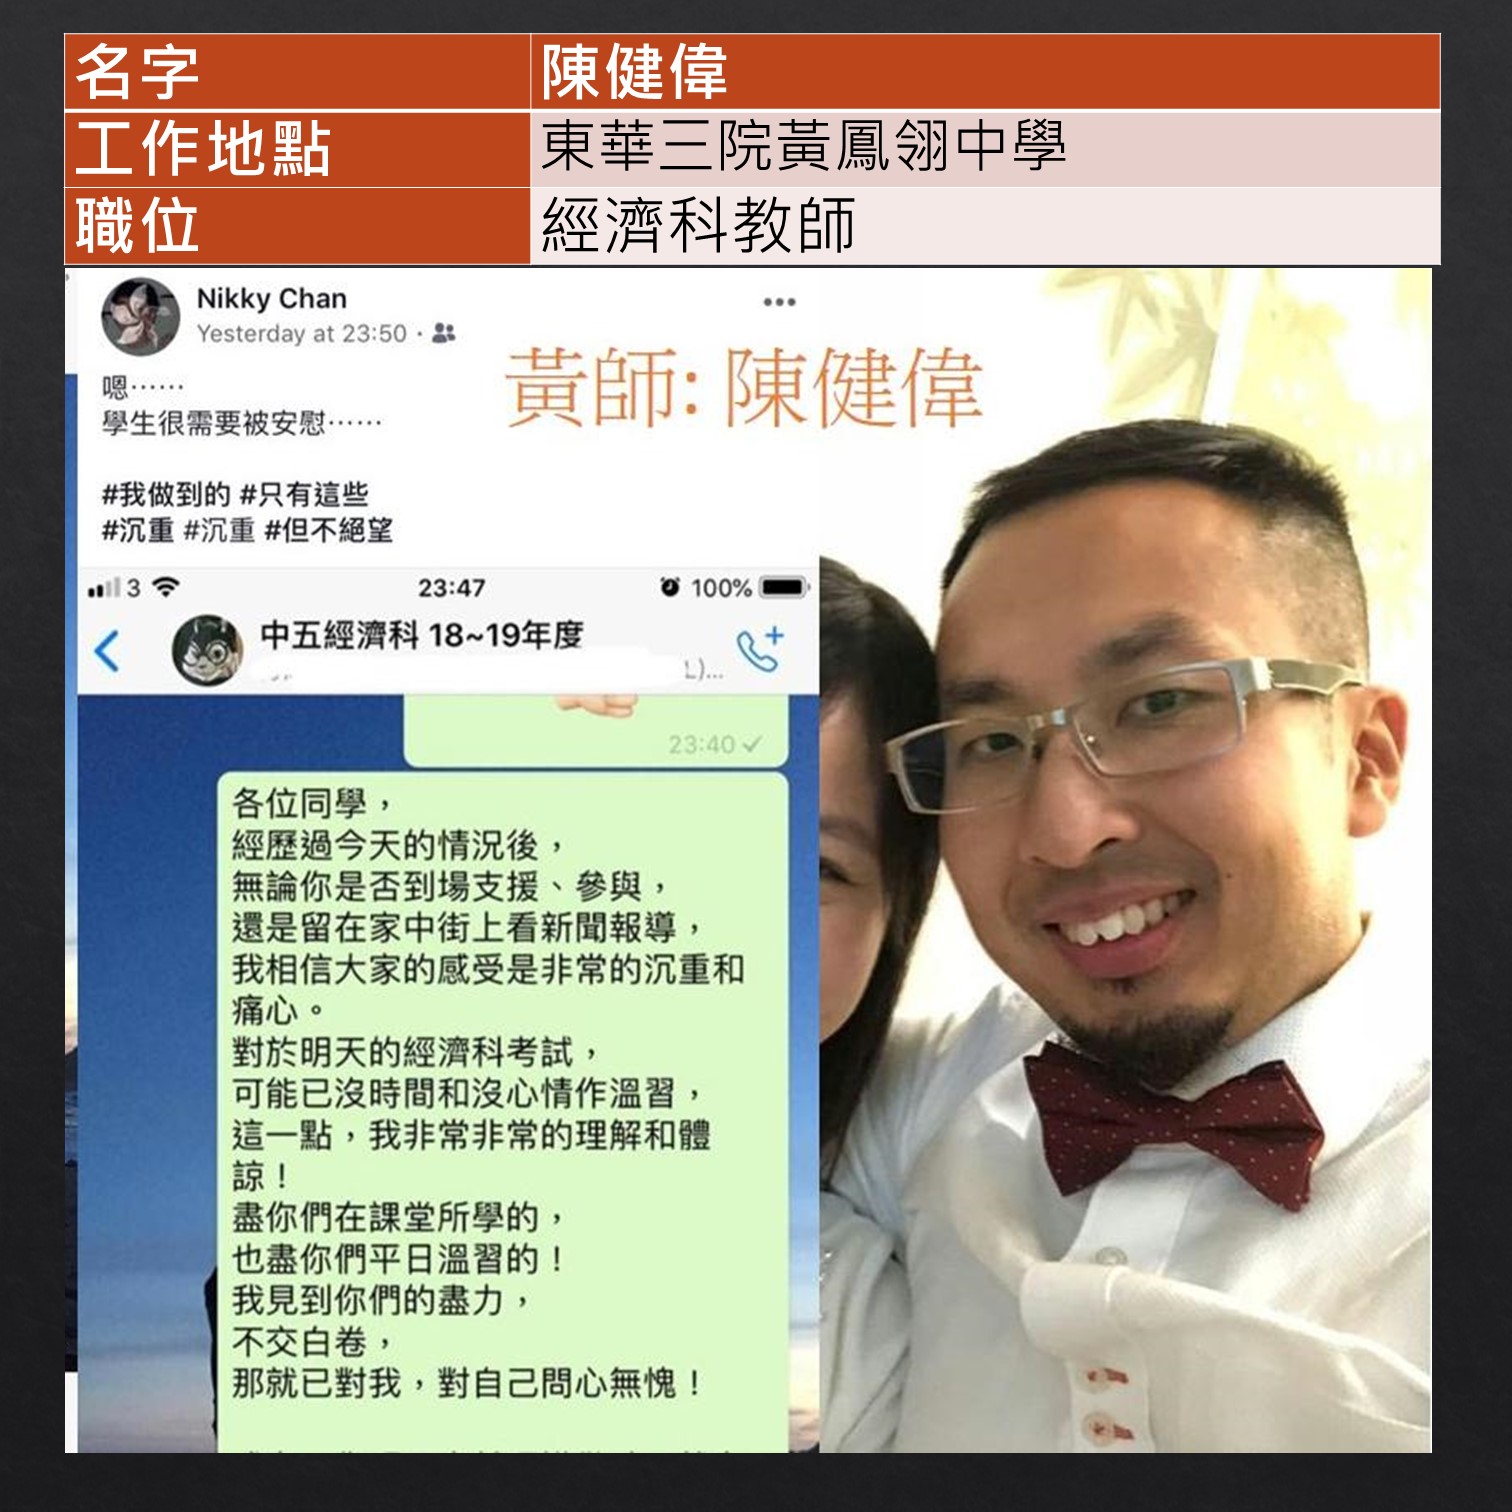 名字 陳健偉
工作地點 東華三院黃鳳翎中學
職位 經濟科教師
Nikky Chan
Yesterday at 23:50
黃師: 陳健偉
嗯……
學生很需要被安慰……
#我做到的 #只有這些
#沉重 #沉重 #但不絕望
3 23:47 100%
中五經濟科 18~19年度
L)...
23:40
各位同學，
經歷過今天的情況後，
無論你是否到場支援、參與，
還是留在家中街上看新聞報導，
我相信大家的感受是非常的沉重和
痛心。
對於明天的經濟科考試，
可能已沒時間和沒心情作溫習，
這一點，我非常非常的理解和體
諒！
盡你們在課堂所學的，
也盡你們平日溫習的！
我見到你們的盡力，
不交白卷，
那就已對我，對自己問心無愧！